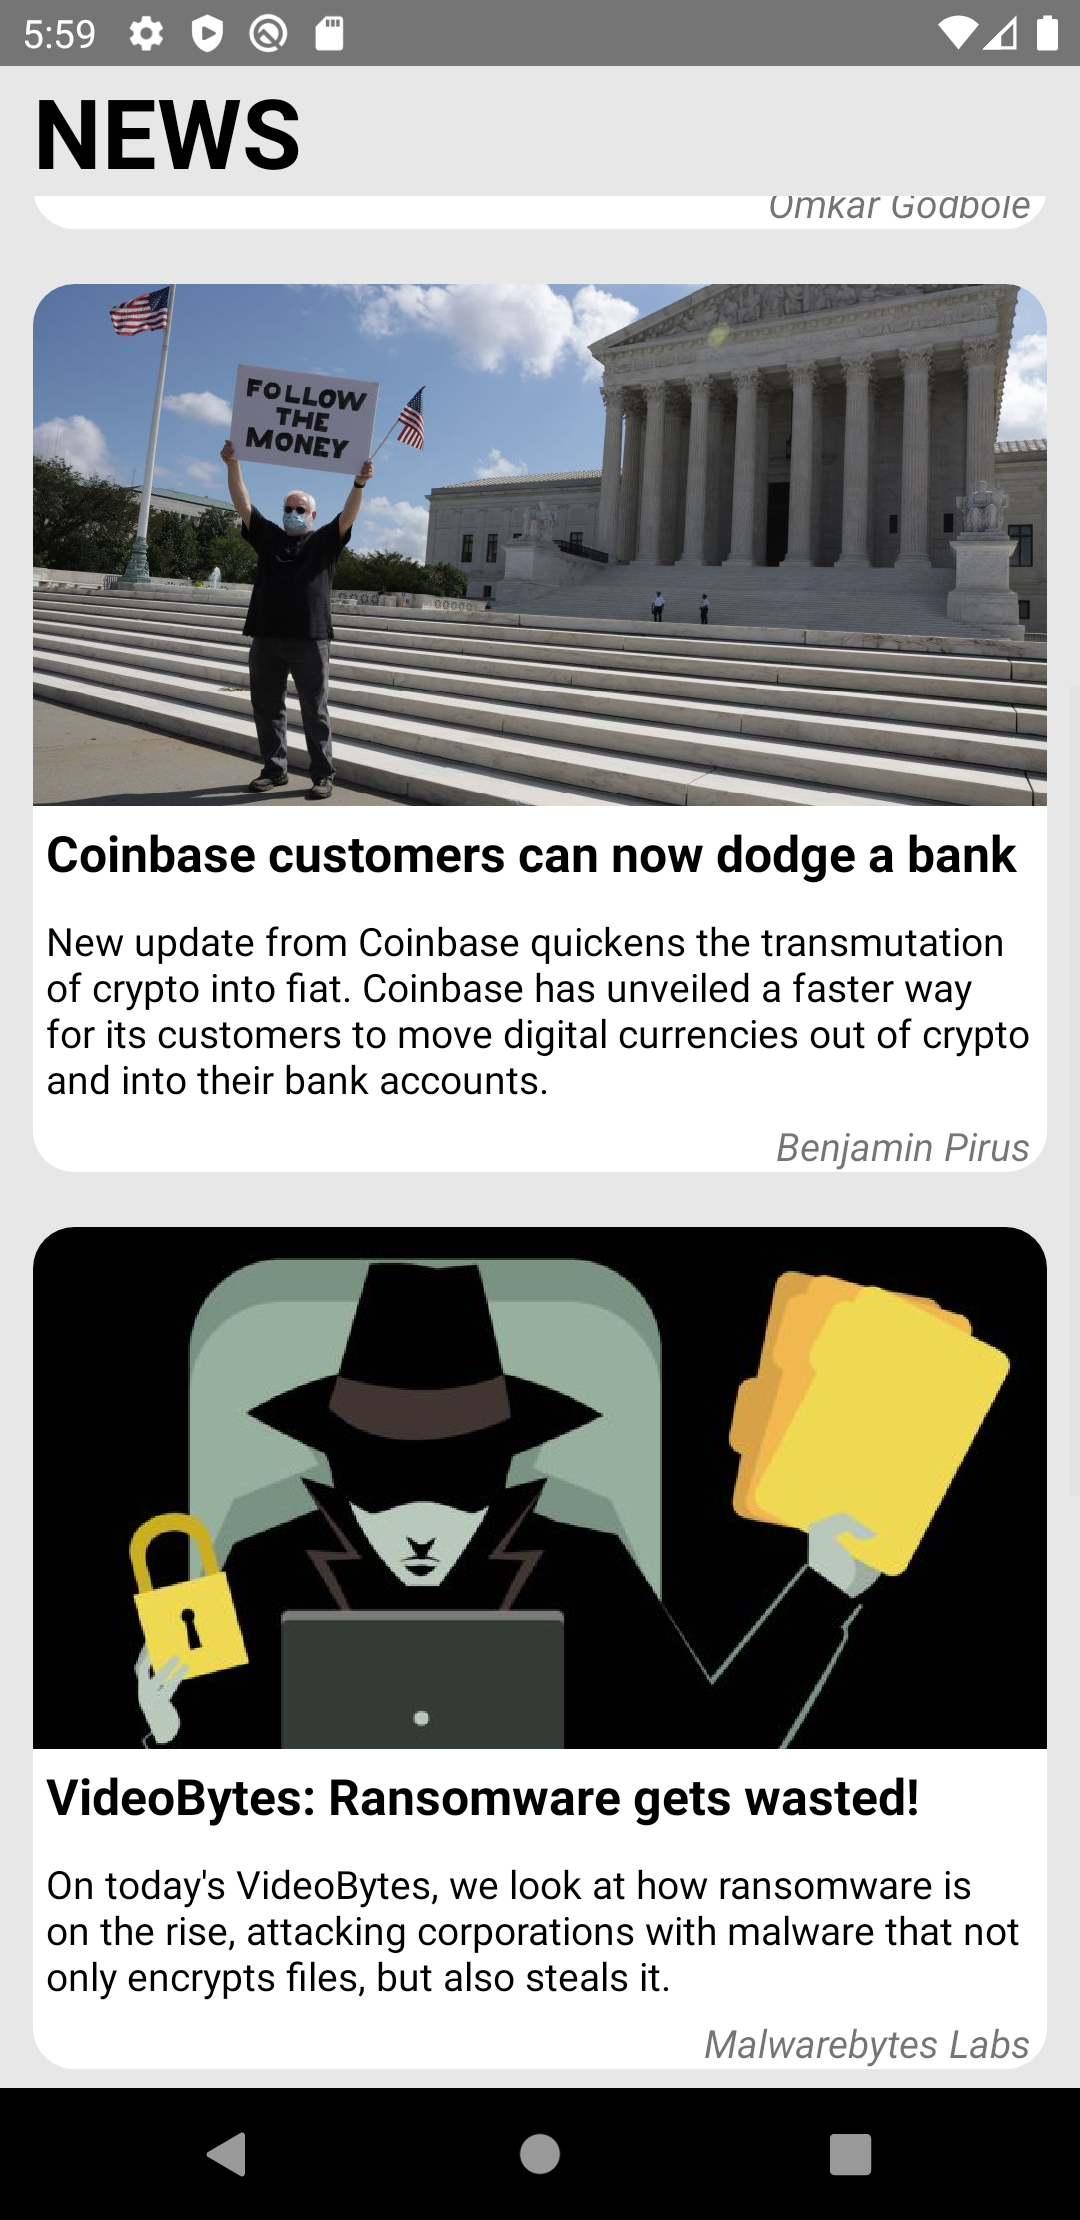 5:59
NEWS
Omkar Godbole
FOLLOW
THE
MONEY
Coinbase customers can now dodge a bank
New update from Coinbase quickens the transmutation
of crypto into fiat. Coinbase has unveiled a faster way
for its customers to move digital currencies out of crypto
and into their bank accounts.
Benjamin Pirus
VideoBytes: Ransomware gets wasted!
On today's VideoBytes, we look at how ransomware is
on the rise, attacking corporations with malware that not
only encrypts files, but also steals it.
Malwarebytes Labs